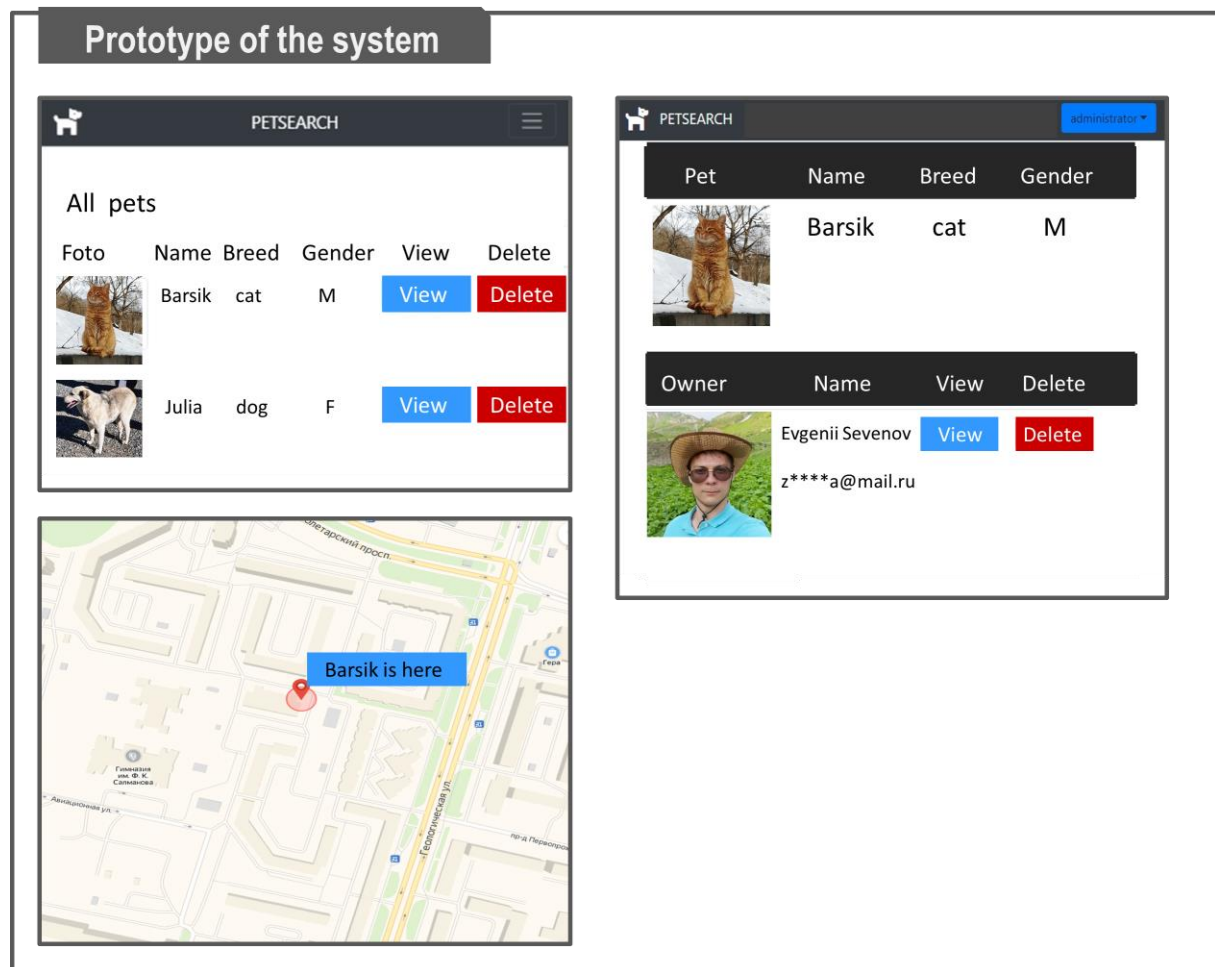 Prototype of the system
PETSEARCH
All pets
Foto Name Breed Gender View Delete
Barsik cat M View Delete
Julia dog F View Delete
PETSEARCH administrator
Pet Name Breed Gender
Barsik cat M
Owner Name View Delete
Evgenii Sevenov View Delete
z****a@mail.ru
просп.
Barsik is here
Гера
Гимназия
им. Ф. К.
Салманова
Авиационная ул.
Геологическая ул.
пр-д Первопро